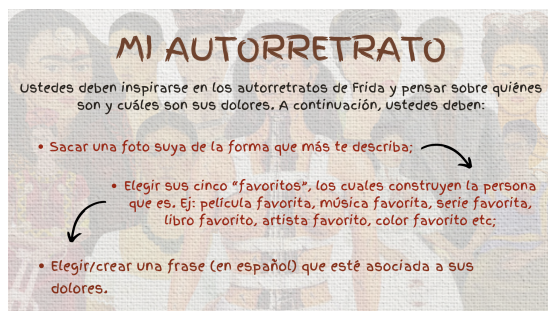 MI AUTORRETRATO
Ustedes deben inspirarse en los autorretratos de Frida y pensar sobre quiénes
son y cuáles son sus dolores. A continuación, ustedes deben:
• Sacar una foto suya de la forma que más te describa;
• Elegir sus cinco “favoritos”, los cuales construyen la persona
que es. Ej: película favorita, música favorita, serie favorita,
libro favorito, artista favorito, color favorito etc;
• Elegir/crear una frase (en español) que esté asociada a sus
dolores.